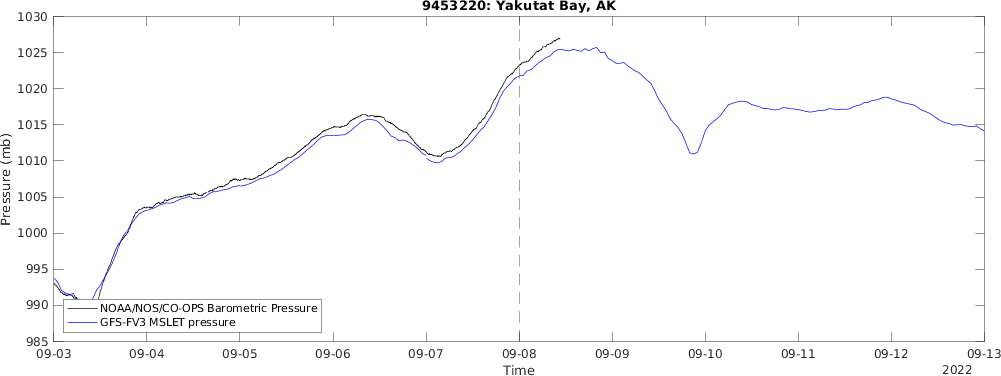 9453220: Yakutat Bay, AK
Pressure (mb)
1030
1025
1020
1015
1010
1005
1000
995
990
985
NOAA/NOS/CO-OPS Barometric Pressure
GFS-FV3 MSLET pressure
09-03 09-04 09-05 09-06 09-07 09-08 09-09 09-10 09-11 09-12 09-13
Time
2022